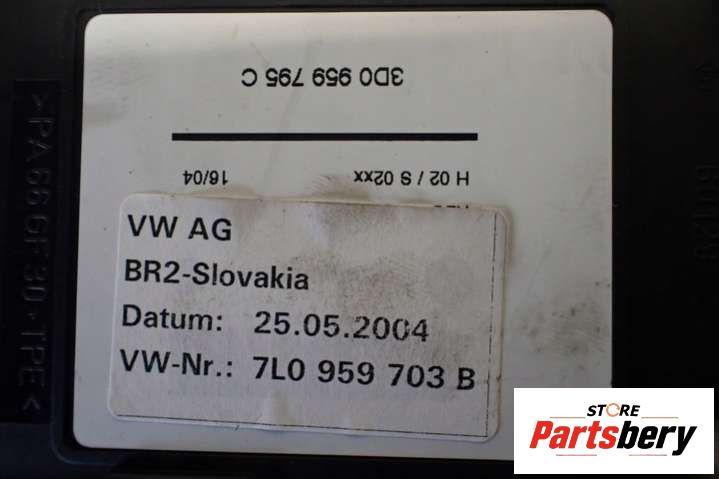 3D0 959 795 C
H 02 / S 02xx 16/04
VW AG
BR2-Slovakia
Datum: 25.05.2004
VW-Nr.: 7L0 959 703 B
>PA 66 GF 30 · TPE<
STORE
Partsbery